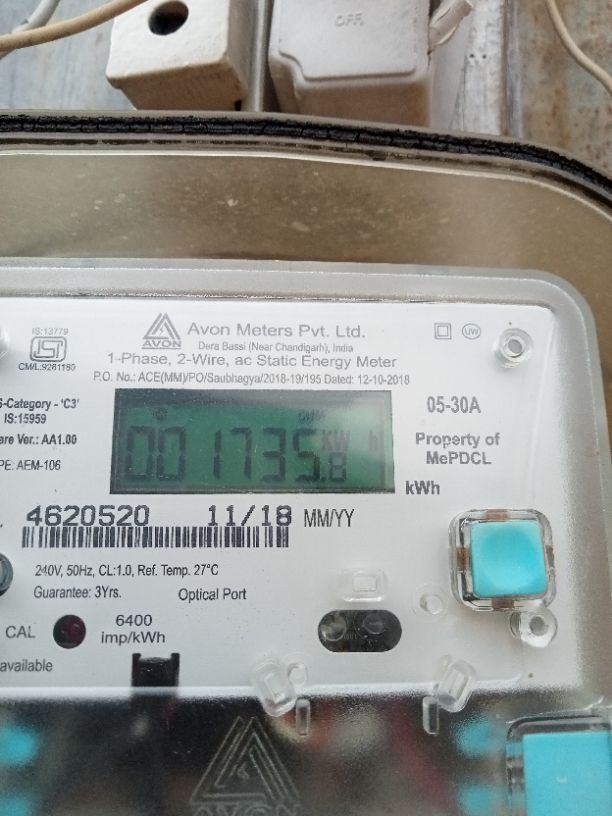 OFF
IS:13779
CM/L:9261180
AVON
Avon Meters Pvt. Ltd.
Dera Bassi (Near Chandigarh), India
1-Phase, 2-Wire, ac Static Energy Meter
P.O. No.: ACE(MM)/PO/Saubhagya/2018-19/195 Dated: 12-10-2018
UW
-Category - 'C3'
IS:15959
are Ver.: AA1.00
PE: AEM-106
CUM
001735.8 KW h
kWh
05-30A
Property of
MePDCL
4620520 11/18 MM/YY
240V, 50Hz, CL:1.0, Ref. Temp. 27°C
Guarantee: 3Yrs. Optical Port
CAL 6400
imp/kWh
available
AVON